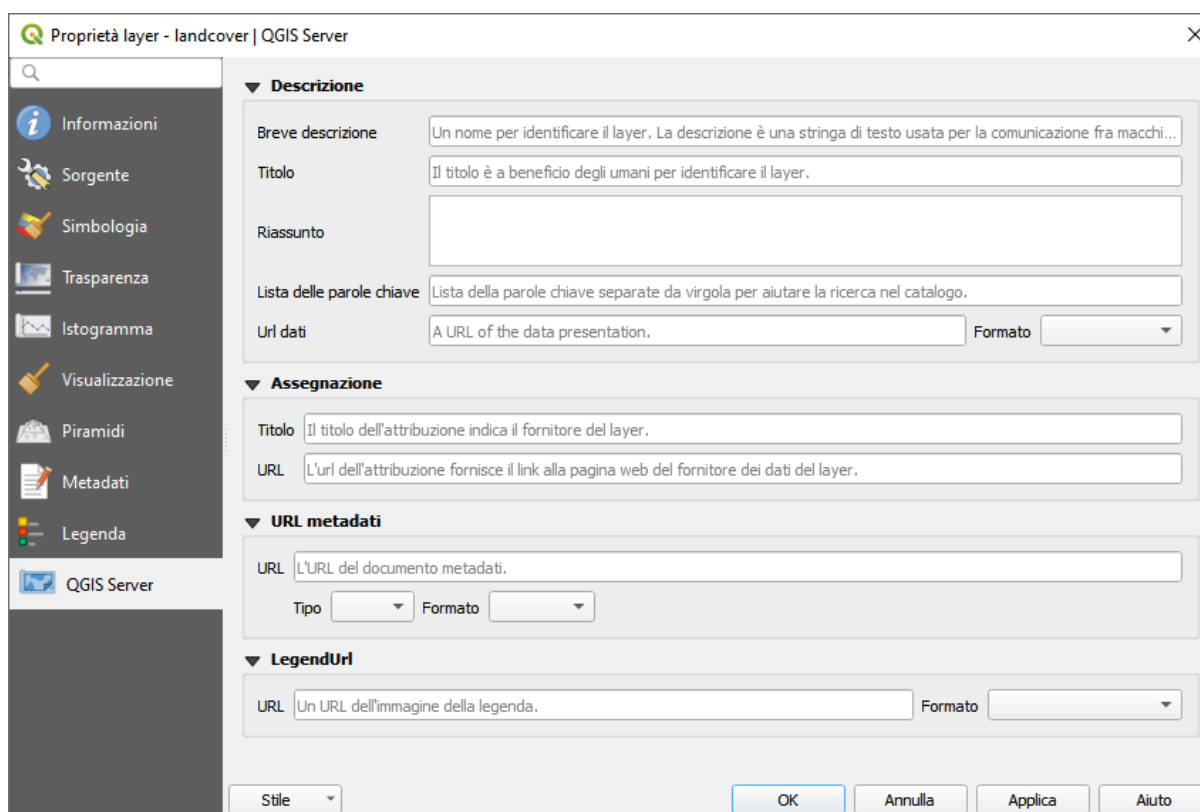 Proprietà layer - landcover | QGIS Server
Informazioni
Sorgente
Simbologia
Trasparenza
Istogramma
Visualizzazione
Piramidi
Metadati
Legenda
QGIS Server
Descrizione
Breve descrizione Un nome per identificare il layer. La descrizione è una stringa di testo usata per la comunicazione fra macchi...
Titolo Il titolo è a beneficio degli umani per identificare il layer.
Riassunto
Lista delle parole chiave Lista della parole chiave separate da virgola per aiutare la ricerca nel catalogo.
Url dati A URL of the data presentation. Formato
Assegnazione
Titolo Il titolo dell'attribuzione indica il fornitore del layer.
URL L'url dell'attribuzione fornisce il link alla pagina web del fornitore dei dati del layer.
URL metadati
URL L'URL del documento metadati.
Tipo Formato
LegendUrl
URL Un URL dell'immagine della legenda. Formato
Stile OK Annulla Applica Aiuto